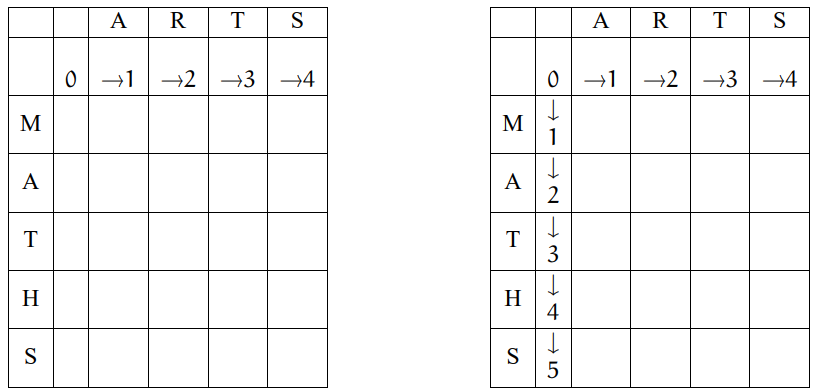 A R T S
0 →1 →2 →3 →4
M
A
T
H
S
A R T S
0 →1 →2 →3 →4
M ↓ 1
A ↓ 2
T ↓ 3
H ↓ 4
S ↓ 5